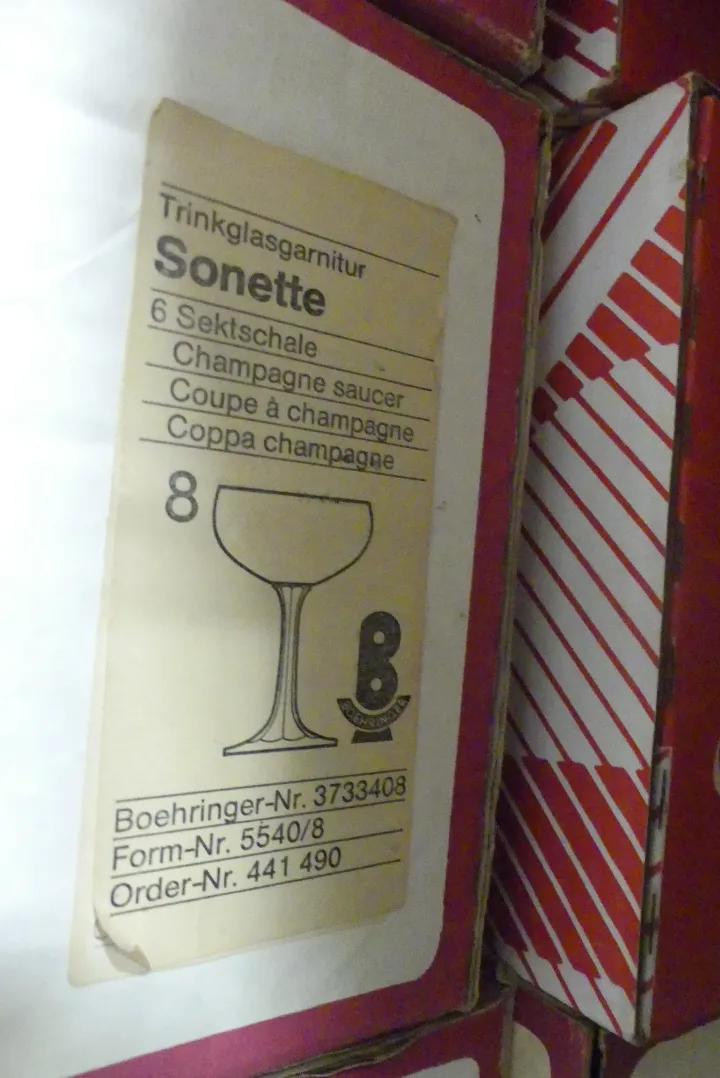 Trinkglasgarnitur
Sonette
6 Sektschale
Champagne saucer
Coupe à champagne
Coppa champagne
8
BOEHRINGER
Boehringer-Nr. 3733408
Form-Nr. 5540/8
Order-Nr. 441 490